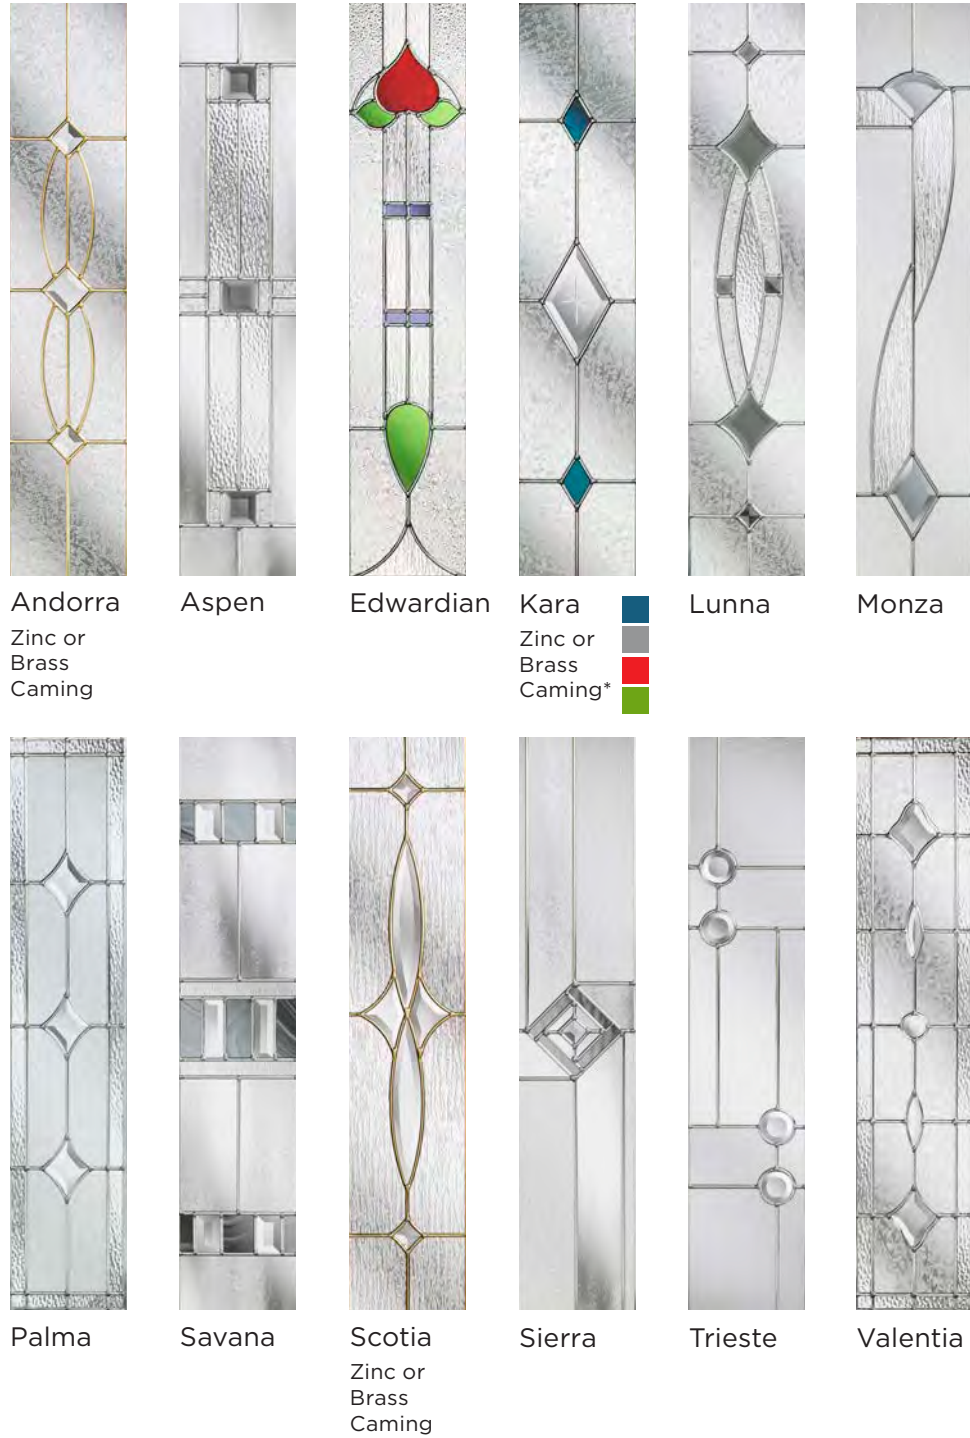 Andorra
Zinc or
Brass
Caming
Aspen
Edwardian
Kara
Zinc or
Brass
Caming*
Lunna
Monza
Palma
Savana
Scotia
Zinc or
Brass
Caming
Sierra
Trieste
Valentia